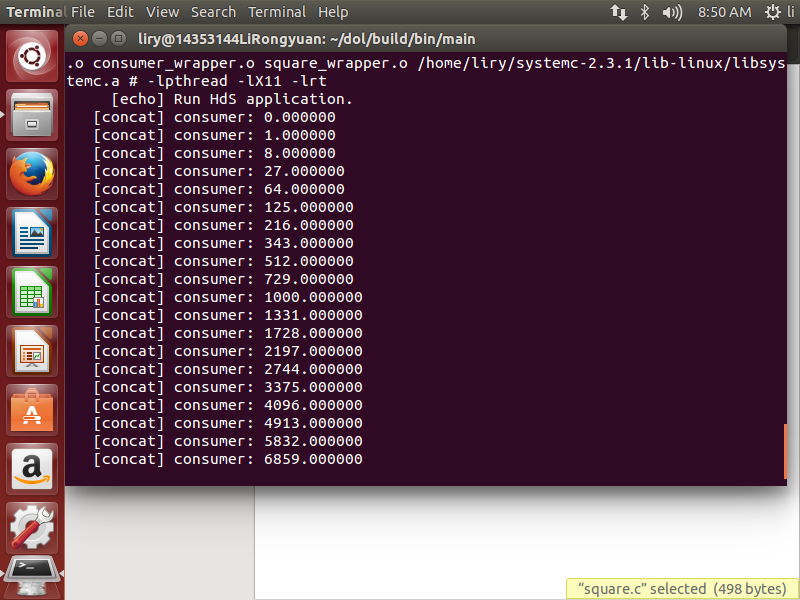 Terminal File Edit View Search Terminal Help 8:50 AM li
liry@14353144LiRongyuan: ~/dol/build/bin/main
.o consumer_wrapper.o square_wrapper.o /home/liry/systemc-2.3.1/lib-linux/libsys
temc.a # -lpthread -lX11 -lrt
[echo] Run HdS application.
[concat] consumer: 0.000000
[concat] consumer: 1.000000
[concat] consumer: 8.000000
[concat] consumer: 27.000000
[concat] consumer: 64.000000
[concat] consumer: 125.000000
[concat] consumer: 216.000000
[concat] consumer: 343.000000
[concat] consumer: 512.000000
[concat] consumer: 729.000000
[concat] consumer: 1000.000000
[concat] consumer: 1331.000000
[concat] consumer: 1728.000000
[concat] consumer: 2197.000000
[concat] consumer: 2744.000000
[concat] consumer: 3375.000000
[concat] consumer: 4096.000000
[concat] consumer: 4913.000000
[concat] consumer: 5832.000000
[concat] consumer: 6859.000000
“square.c” selected (498 bytes)